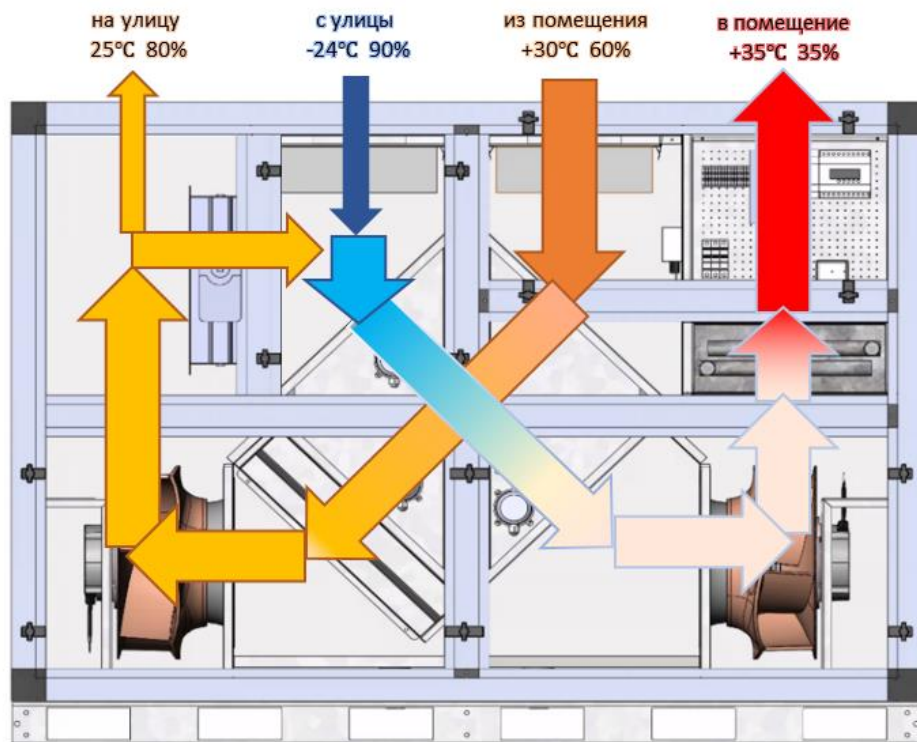 на улицу
25℃ 80%
с улицы
-24℃ 90%
из помещения
+30℃ 60%
в помещение
+35℃ 35%